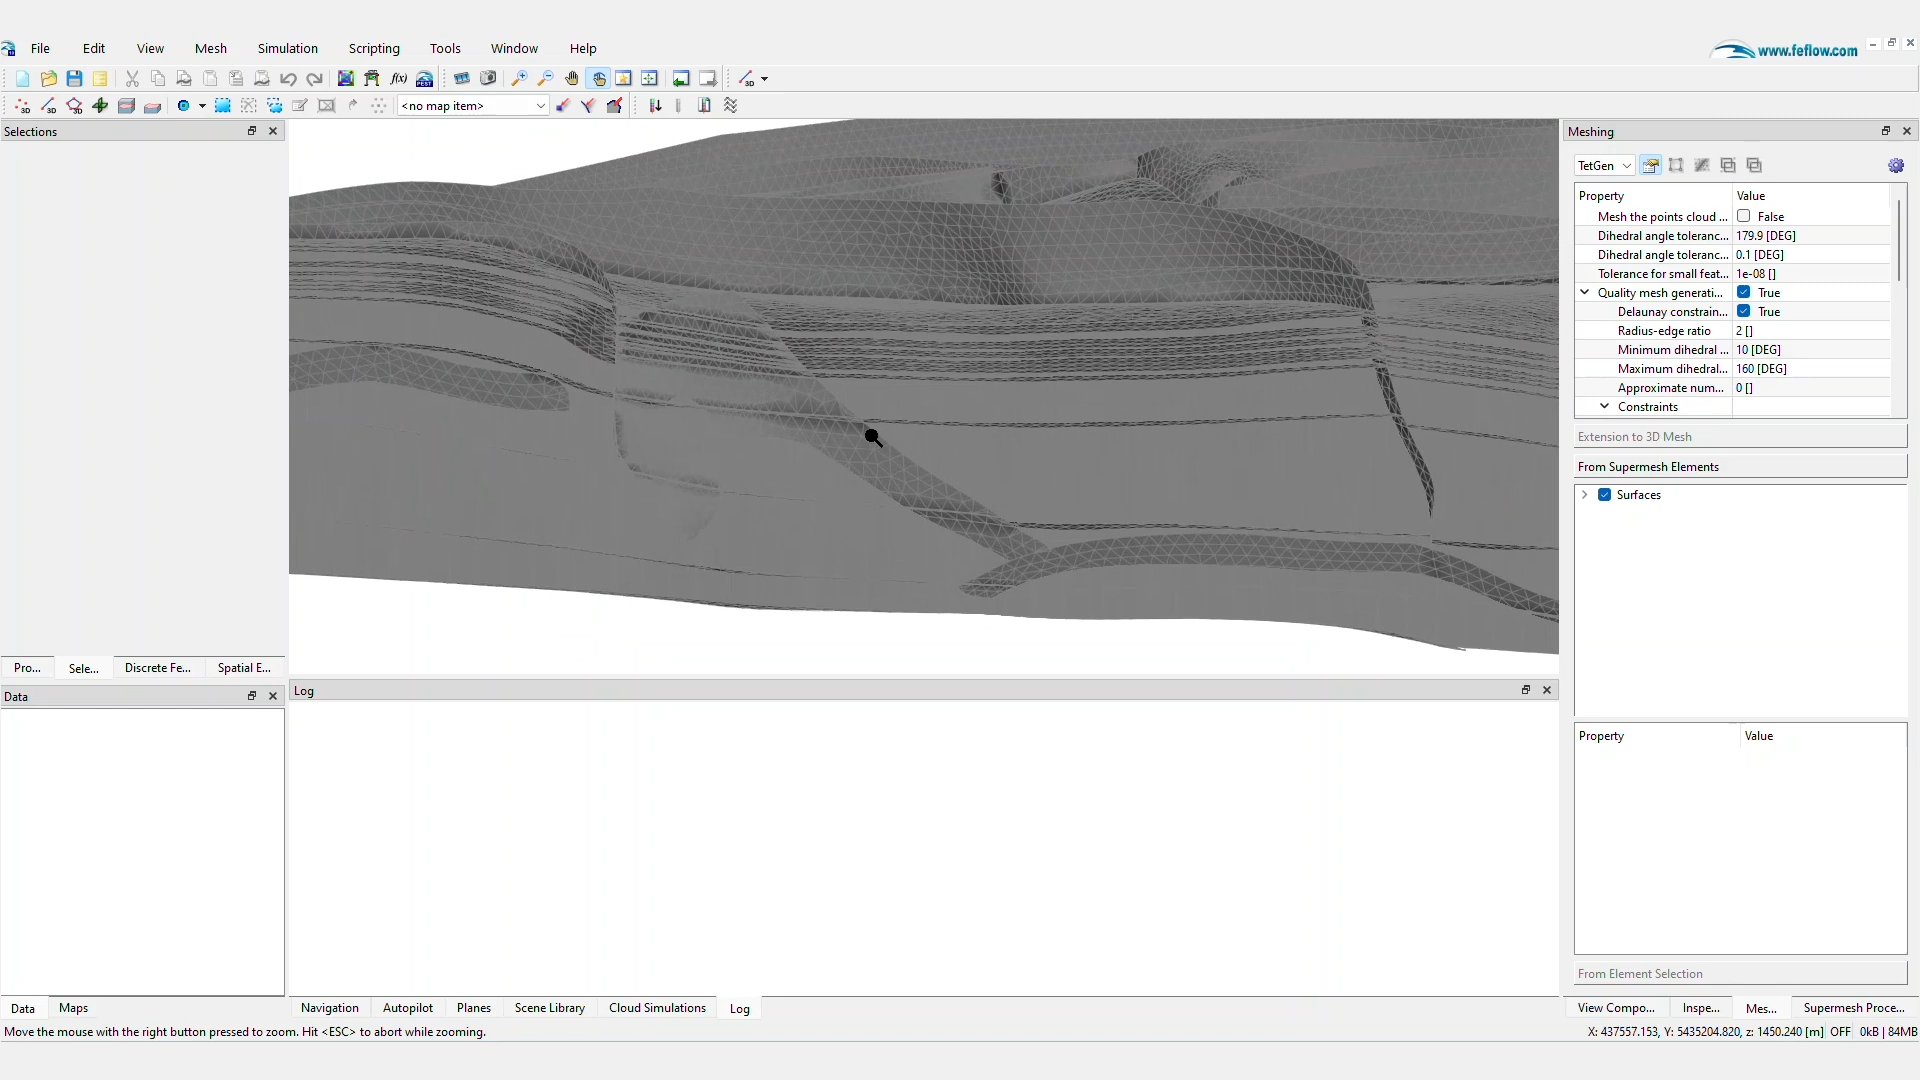 File Edit View Mesh Simulation Scripting Tools Window Help
www.feflow.com
f(x)
3D
<no map item>
3D 3D 3D
Selections
Pro... Sele... Discrete Fe... Spatial E...
Data
Data Maps
Log
Navigation Autopilot Planes Scene Library Cloud Simulations Log
Meshing
TetGen
Property Value
Mesh the points cloud ... False
Dihedral angle toleranc... 179.9 [DEG]
Dihedral angle toleranc... 0.1 [DEG]
Tolerance for small feat... 1e-08 []
Quality mesh generati... True
Delaunay constrain... True
Radius-edge ratio 2 []
Minimum dihedral ... 10 [DEG]
Maximum dihedral... 160 [DEG]
Approximate num... 0 []
Constraints
Extension to 3D Mesh
From Supermesh Elements
Surfaces
Property Value
From Element Selection
View Compo... Inspe... Mes... Supermesh Proce...
Move the mouse with the right button pressed to zoom. Hit <ESC> to abort while zooming.
X: 437557.153, Y: 5435204.820, z: 1450.240 [m] OFF 0kB | 84MB